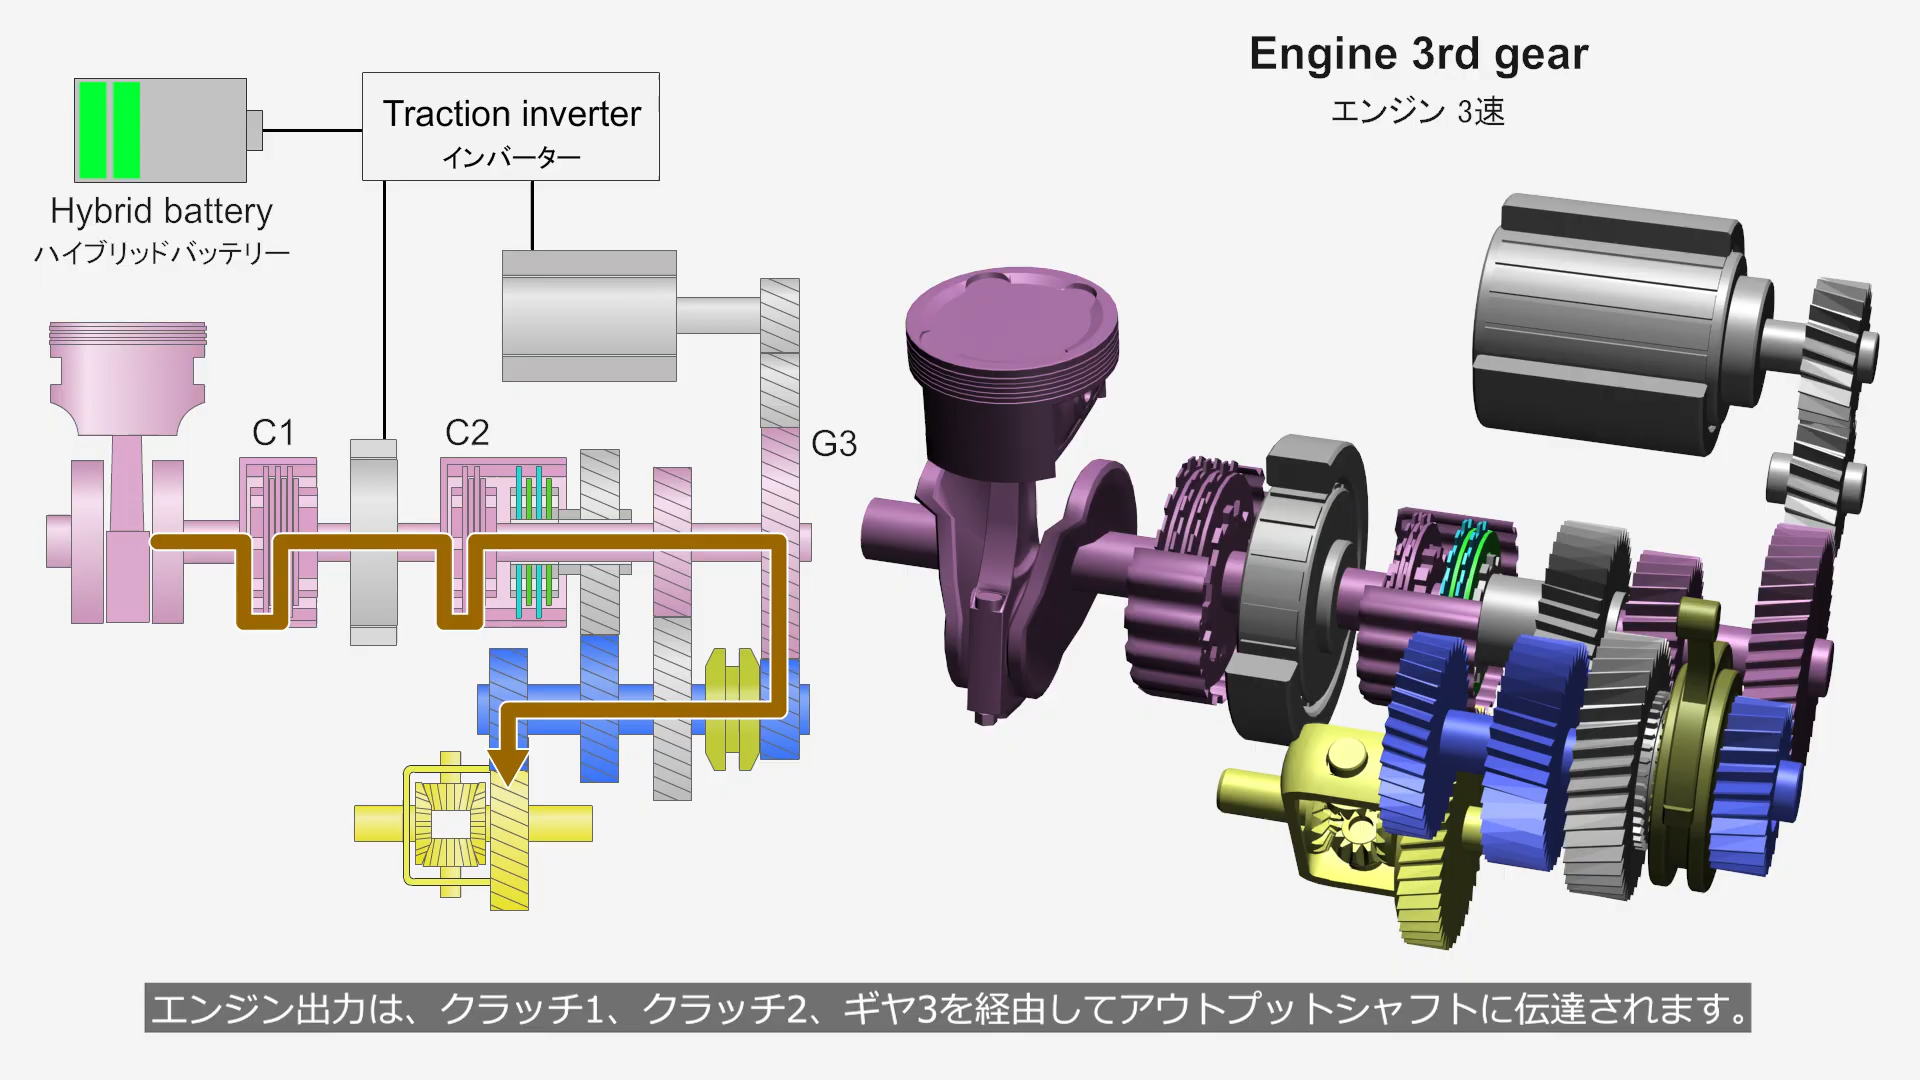 Engine 3rd gear
エンジン 3速
Traction inverter
インバーター
Hybrid battery
ハイブリッドバッテリー
C1
C2
G3
エンジン出力は、クラッチ1、クラッチ2、ギヤ3を経由してアウトプットシャフトに伝達されます。